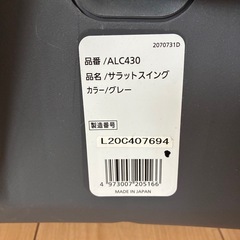 2070731D
品番 /ALC430
品名 /サラットスイング
カラー/グレー
製造番号
L20C407694
4 973007 205166
MADE IN JAPAN